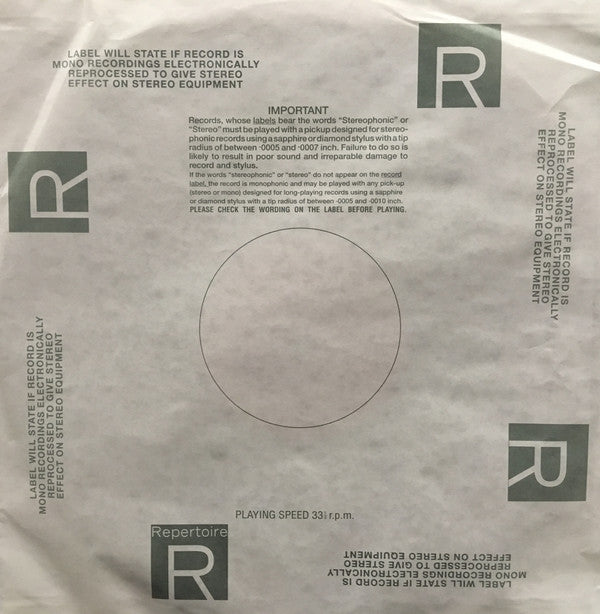 LABEL WILL STATE IF RECORD IS
MONO RECORDINGS ELECTRONICALLY
REPROCESSED TO GIVE STEREO
EFFECT ON STEREO EQUIPMENT
R
IMPORTANT
Records, whose labels bear the words "Stereophonic" or
"Stereo" must be played with a pickup designed for stereo-
phonic records using a sapphire or diamond stylus with a tip
radius of between ·0005 and ·0007 inch. Failure to do so is
likely to result in poor sound and irreparable damage to
record and stylus.
If the words "stereophonic" or "stereo" do not appear on the record
label, the record is monophonic and may be played with any pick-up
(stereo or mono) designed for long-playing records using a sapphire
or diamond stylus with a tip radius of between ·0005 and ·0010 inch.
PLEASE CHECK THE WORDING ON THE LABEL BEFORE PLAYING.
R
LABEL WILL STATE IF RECORD IS
MONO RECORDINGS ELECTRONICALLY
REPROCESSED TO GIVE STEREO
EFFECT ON STEREO EQUIPMENT
LABEL WILL STATE IF RECORD IS
MONO RECORDINGS ELECTRONICALLY
REPROCESSED TO GIVE STEREO
EFFECT ON STEREO EQUIPMENT
R
PLAYING SPEED 33⅓ r.p.m.
Repertoire
R
LABEL WILL STATE IF RECORD IS
MONO RECORDINGS ELECTRONICALLY
REPROCESSED TO GIVE STEREO
EFFECT ON STEREO EQUIPMENT